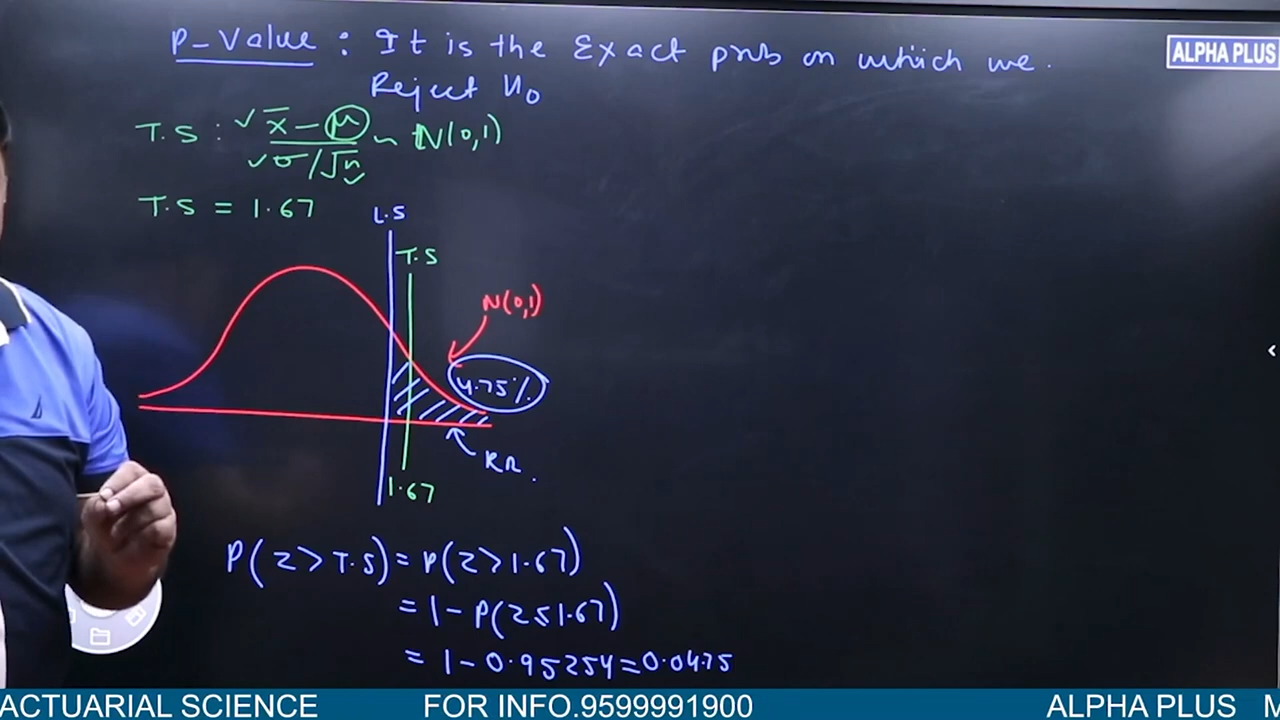 P-Value : It is the Exact prob on which we.
Reject H₀
ALPHA PLUS
T.S : √ x̄ - μ ~ N(0,1)
√ σ/√n √
T.S = 1.67
L.S
T.S
N(0,1)
4.75%
RR.
1.67
P(Z>T.S) = P(Z>1.67)
= 1 - P(Z≤1.67)
= 1 - 0.95254 = 0.0475
ACTUARIAL SCIENCE FOR INFO.9599991900 ALPHA PLUS M